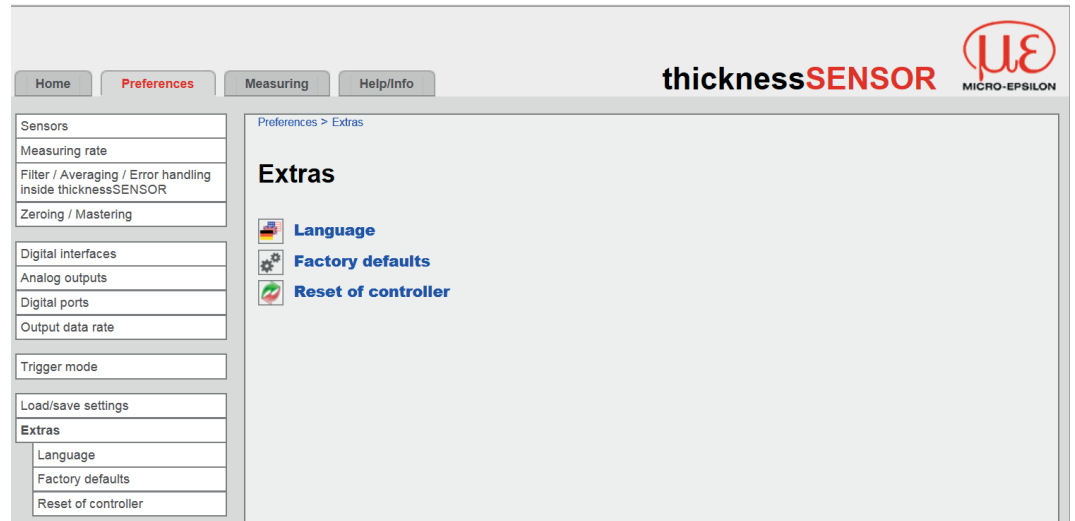 Home
Preferences
Measuring
Help/Info
thicknessSENSOR
με
MICRO-EPSILON
Sensors
Measuring rate
Filter / Averaging / Error handling
inside thicknessSENSOR
Zeroing / Mastering
Digital interfaces
Analog outputs
Digital ports
Output data rate
Trigger mode
Load/save settings
Extras
Language
Factory defaults
Reset of controller
Preferences > Extras
Extras
Language
Factory defaults
Reset of controller